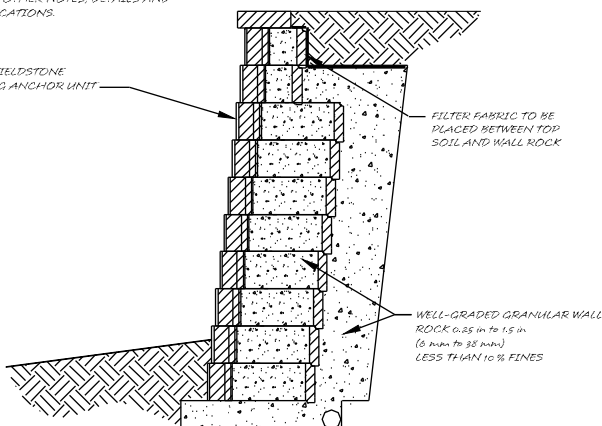 OTHER NOTES, DETAILS AND
CATIONS.
IELDSTONE
G ANCHOR UNIT
FILTER FABRIC TO BE
PLACED BETWEEN TOP
SOIL AND WALL ROCK
WELL-GRADED GRANULAR WALL
ROCK 0.25 in to 1.5 in
(6 mm to 38 mm)
LESS THAN 10 % FINES